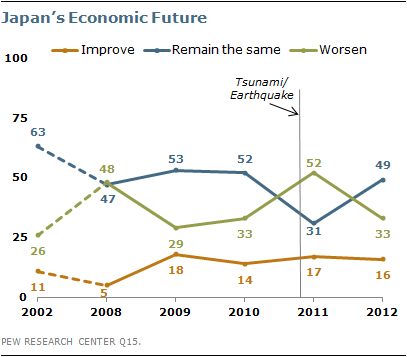 Japan's Economic Future
Improve Remain the same Worsen
100
Tsunami/
Earthquake
75
63
53 52 52 49
50
48
47
33 33
31
29
26
25
18 17 16
14
11
5
0
2002 2008 2009 2010 2011 2012
PEW RESEARCH CENTER Q15.